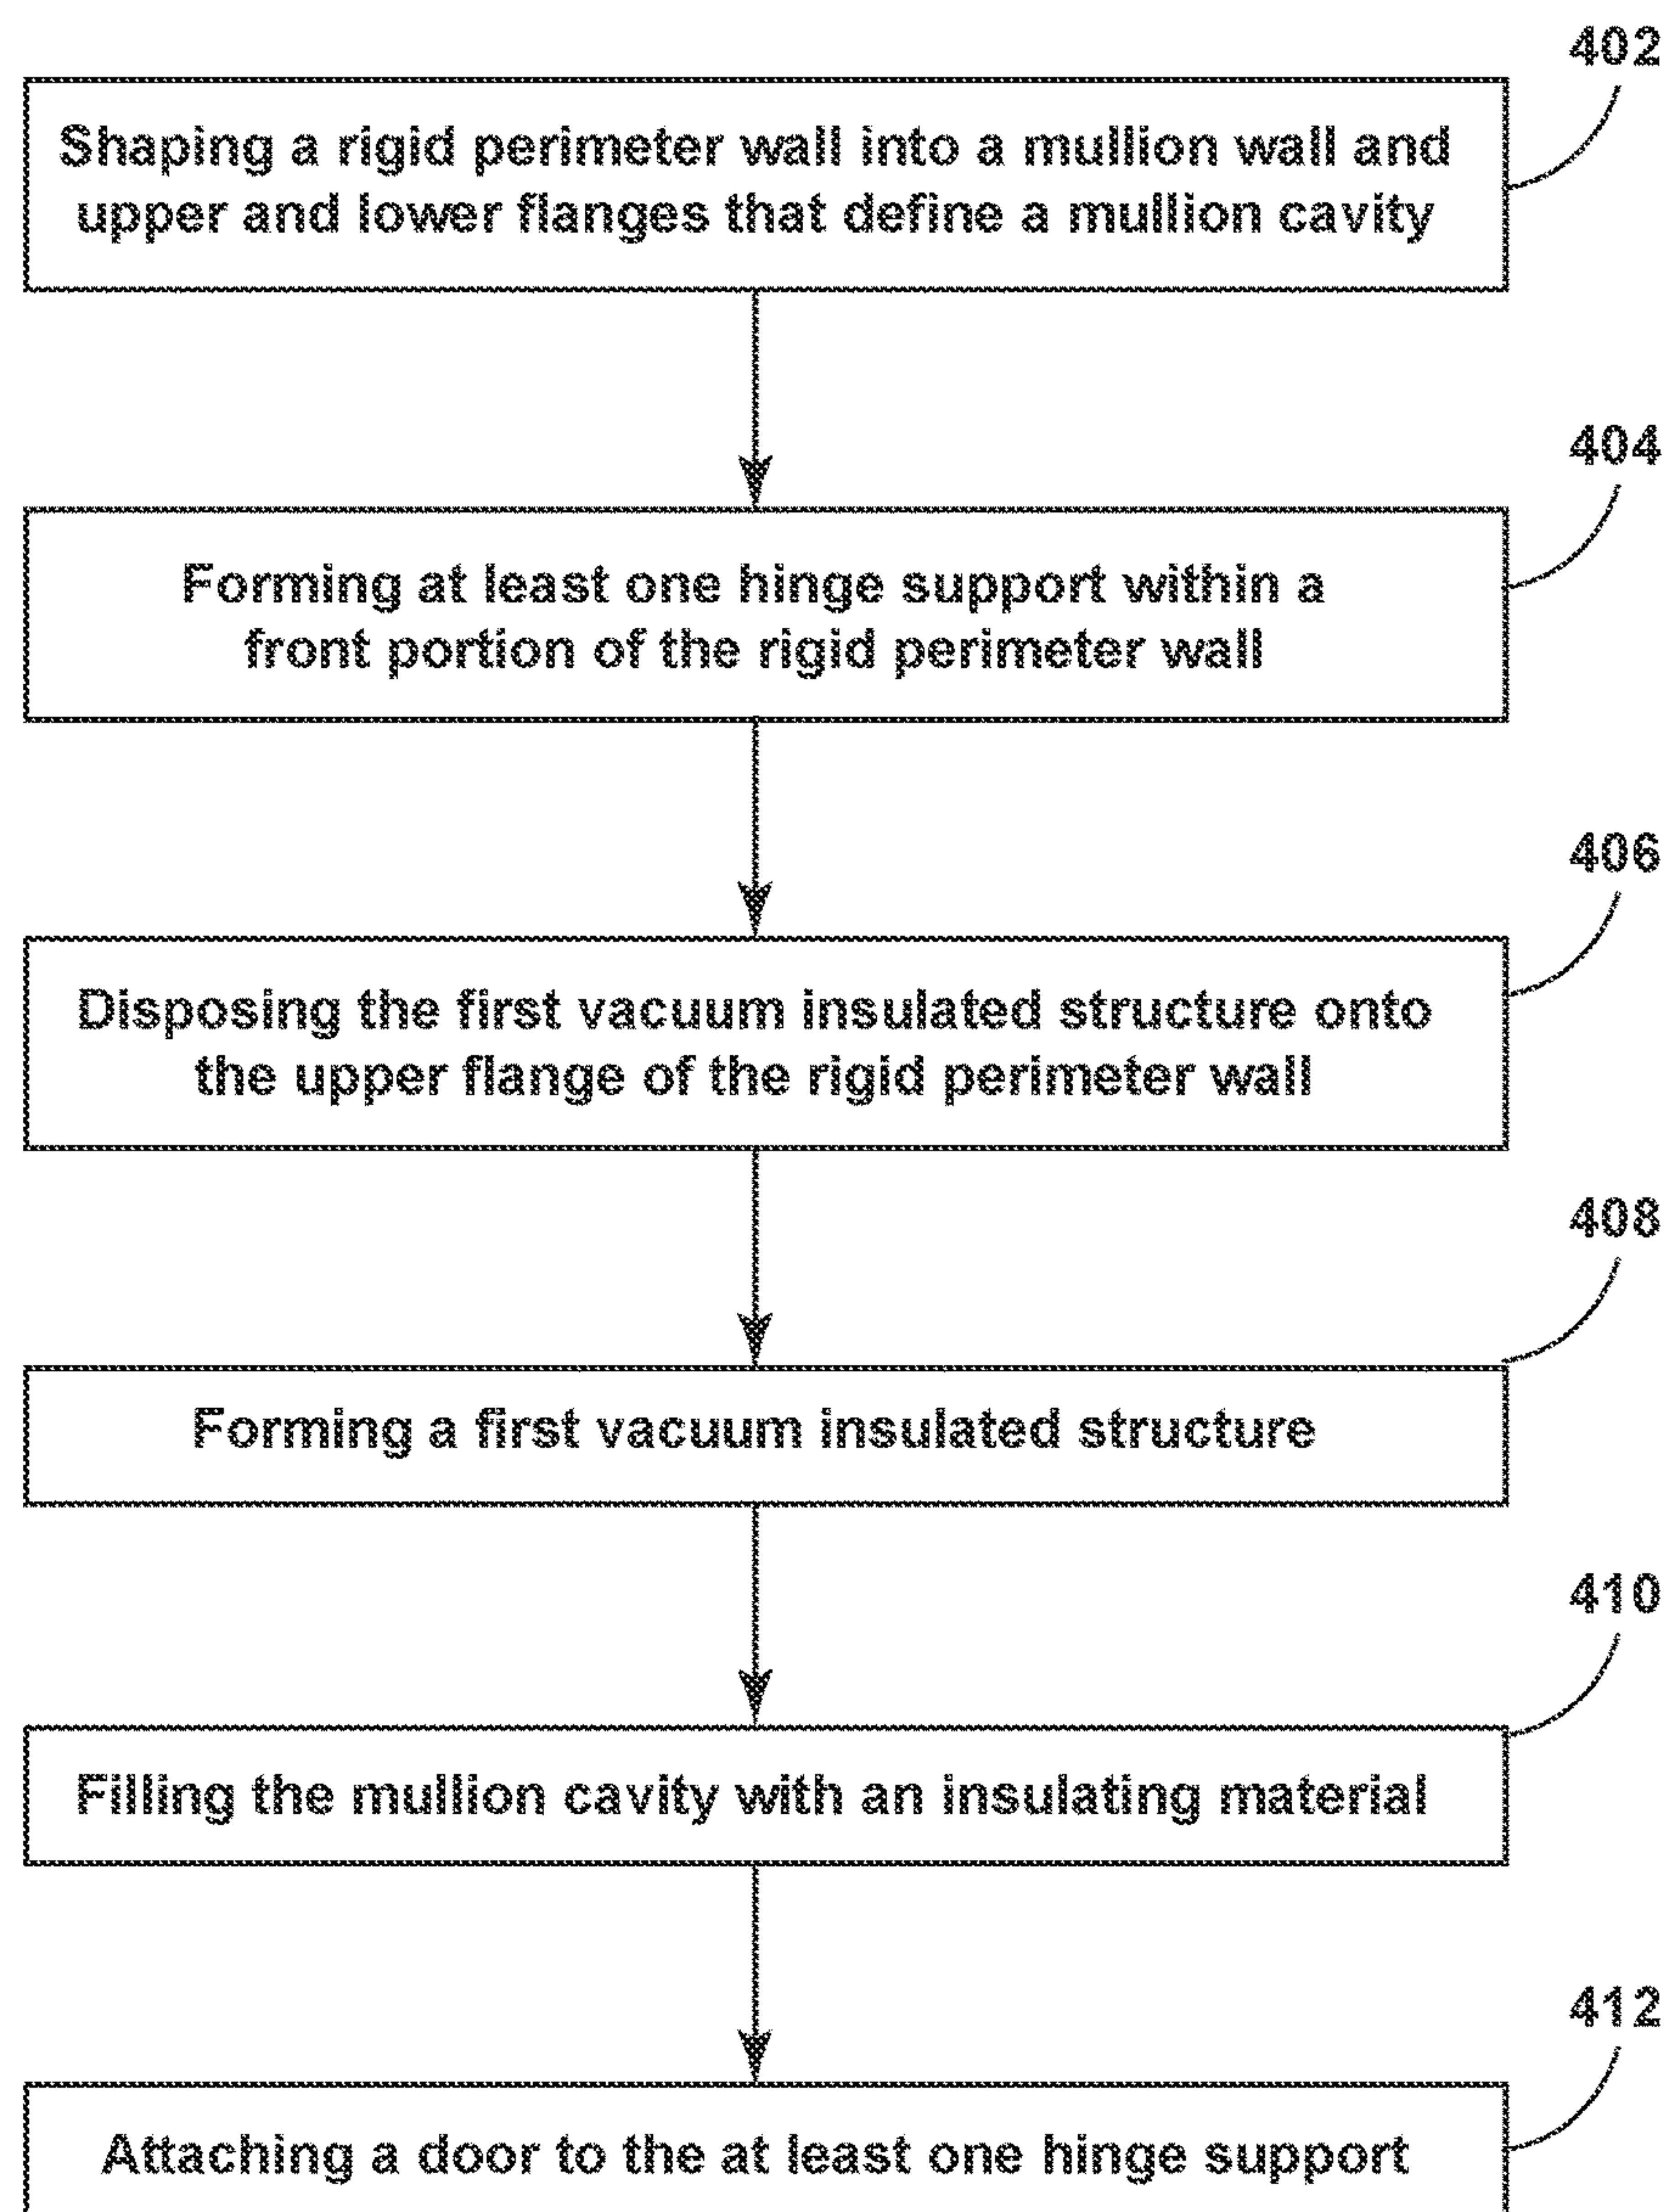 402
Shaping a rigid perimeter wall into a mullion wall and
upper and lower flanges that define a mullion cavity
404
Forming at least one hinge support within a
front portion of the rigid perimeter wall
406
Disposing the first vacuum insulated structure onto
the upper flange of the rigid perimeter wall
408
Forming a first vacuum insulated structure
410
Filling the mullion cavity with an insulating material
412
Attaching a door to the at least one hinge support